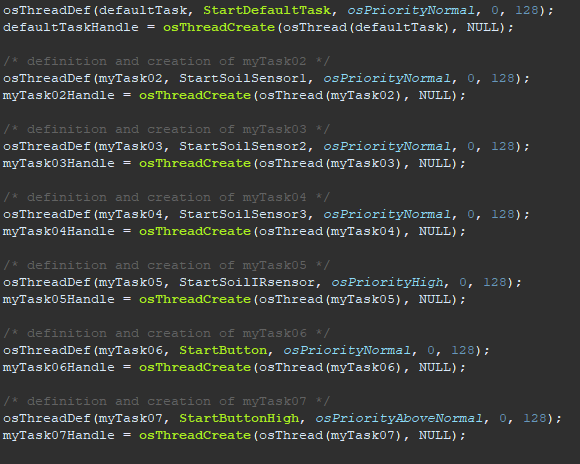 osThreadDef(defaultTask, StartDefaultTask, osPriorityNormal, 0, 128);
defaultTaskHandle = osThreadCreate(osThread(defaultTask), NULL);
/* definition and creation of myTask02 */
osThreadDef(myTask02, StartSoilSensor1, osPriorityNormal, 0, 128);
myTask02Handle = osThreadCreate(osThread(myTask02), NULL);
/* definition and creation of myTask03 */
osThreadDef(myTask03, StartSoilSensor2, osPriorityNormal, 0, 128);
myTask03Handle = osThreadCreate(osThread(myTask03), NULL);
/* definition and creation of myTask04 */
osThreadDef(myTask04, StartSoilSensor3, osPriorityNormal, 0, 128);
myTask04Handle = osThreadCreate(osThread(myTask04), NULL);
/* definition and creation of myTask05 */
osThreadDef(myTask05, StartSoilIRsensor, osPriorityHigh, 0, 128);
myTask05Handle = osThreadCreate(osThread(myTask05), NULL);
/* definition and creation of myTask06 */
osThreadDef(myTask06, StartButton, osPriorityNormal, 0, 128);
myTask06Handle = osThreadCreate(osThread(myTask06), NULL);
/* definition and creation of myTask07 */
osThreadDef(myTask07, StartButtonHigh, osPriorityAboveNormal, 0, 128);
myTask07Handle = osThreadCreate(osThread(myTask07), NULL);